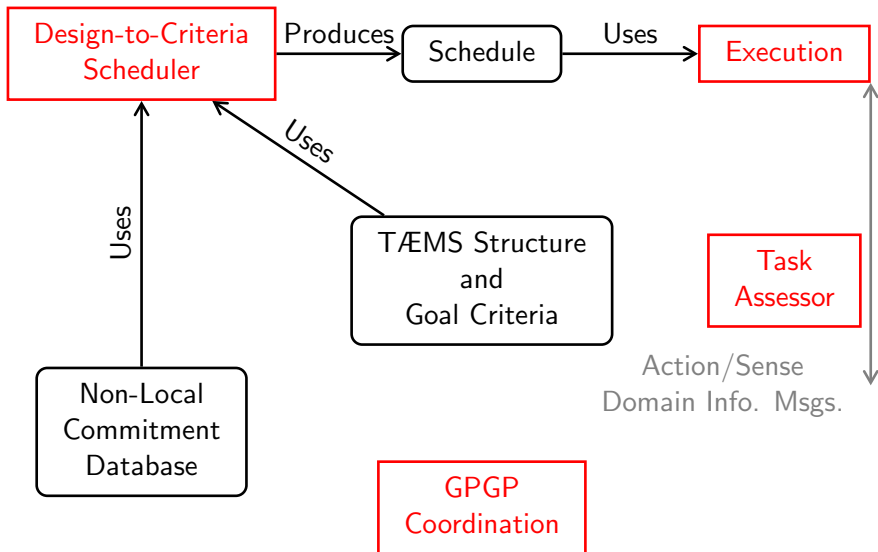 Design-to-Criteria
Scheduler
Produces
Schedule
Uses
Execution
Uses
Uses
TÆMS Structure
and
Goal Criteria
Task
Assessor
Action/Sense
Domain Info. Msgs.
Non-Local
Commitment
Database
GPGP
Coordination